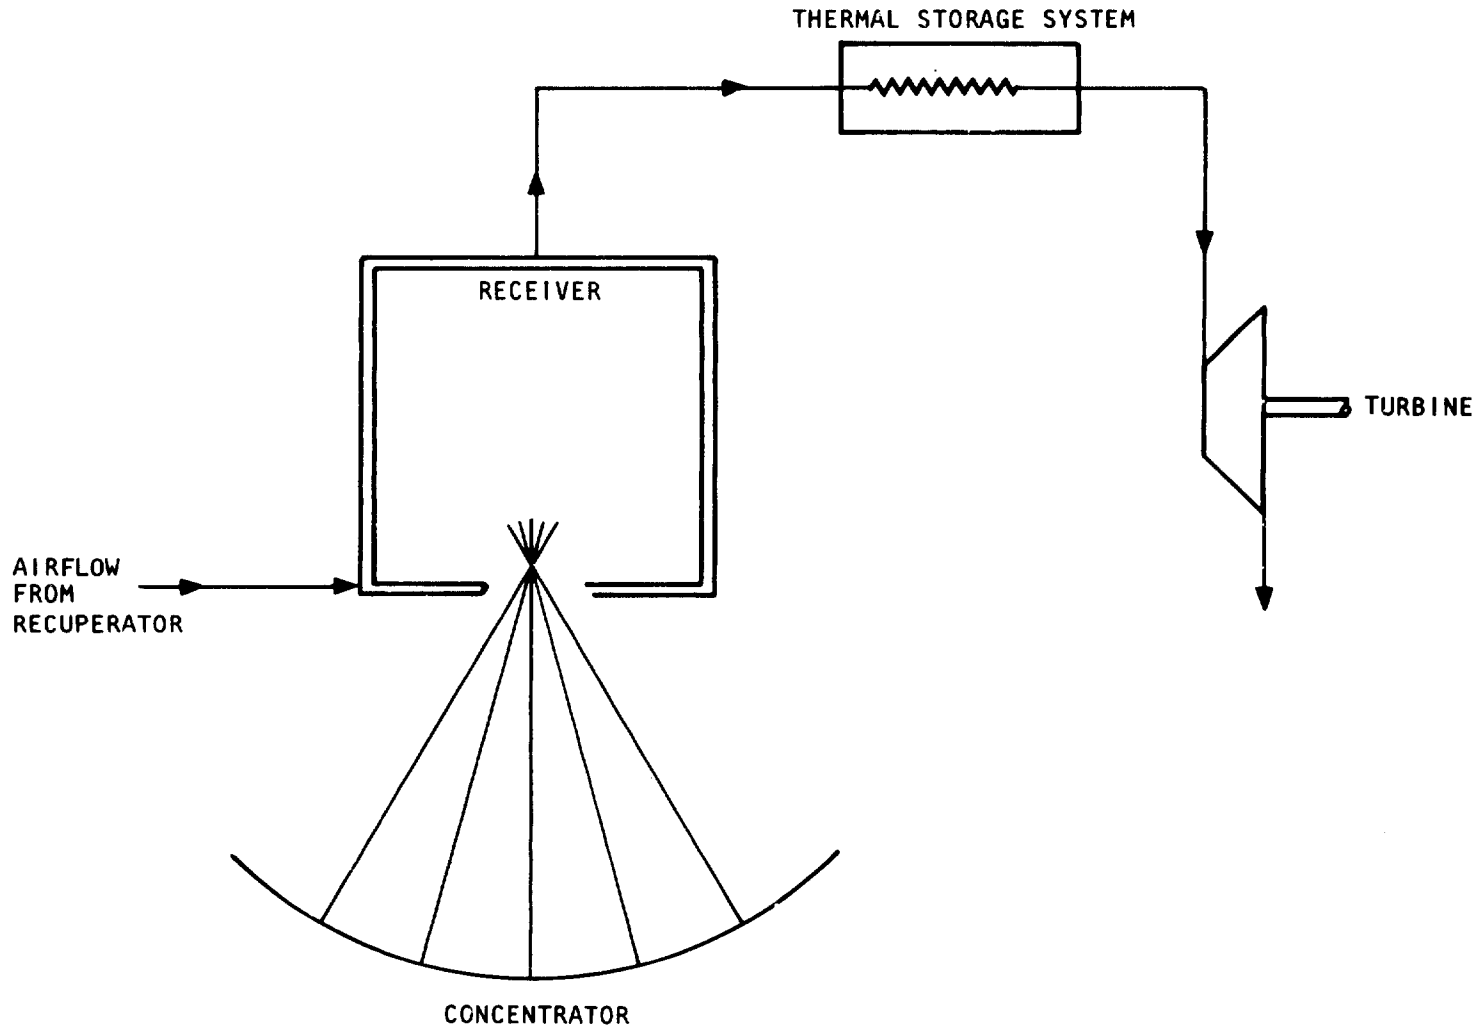 THERMAL STORAGE SYSTEM
RECEIVER
TURBINE
AIRFLOW
FROM
RECUPERATOR
CONCENTRATOR